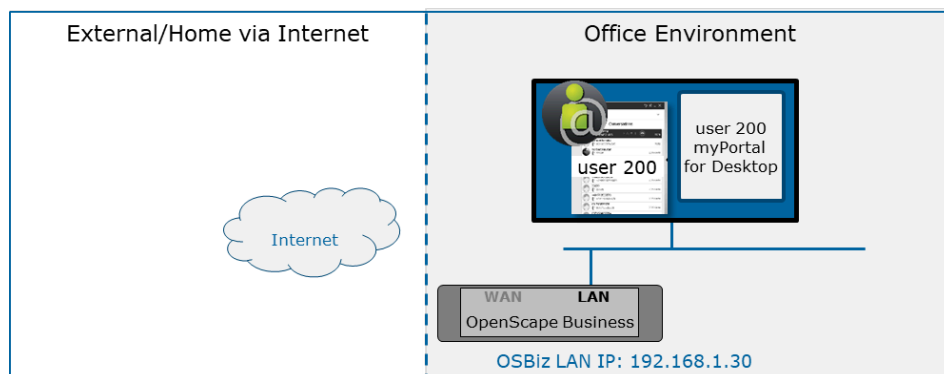 External/Home via Internet
Office Environment
@
user 200
user 200
myPortal
for Desktop
Internet
WAN LAN
OpenScape Business
OSBiz LAN IP: 192.168.1.30